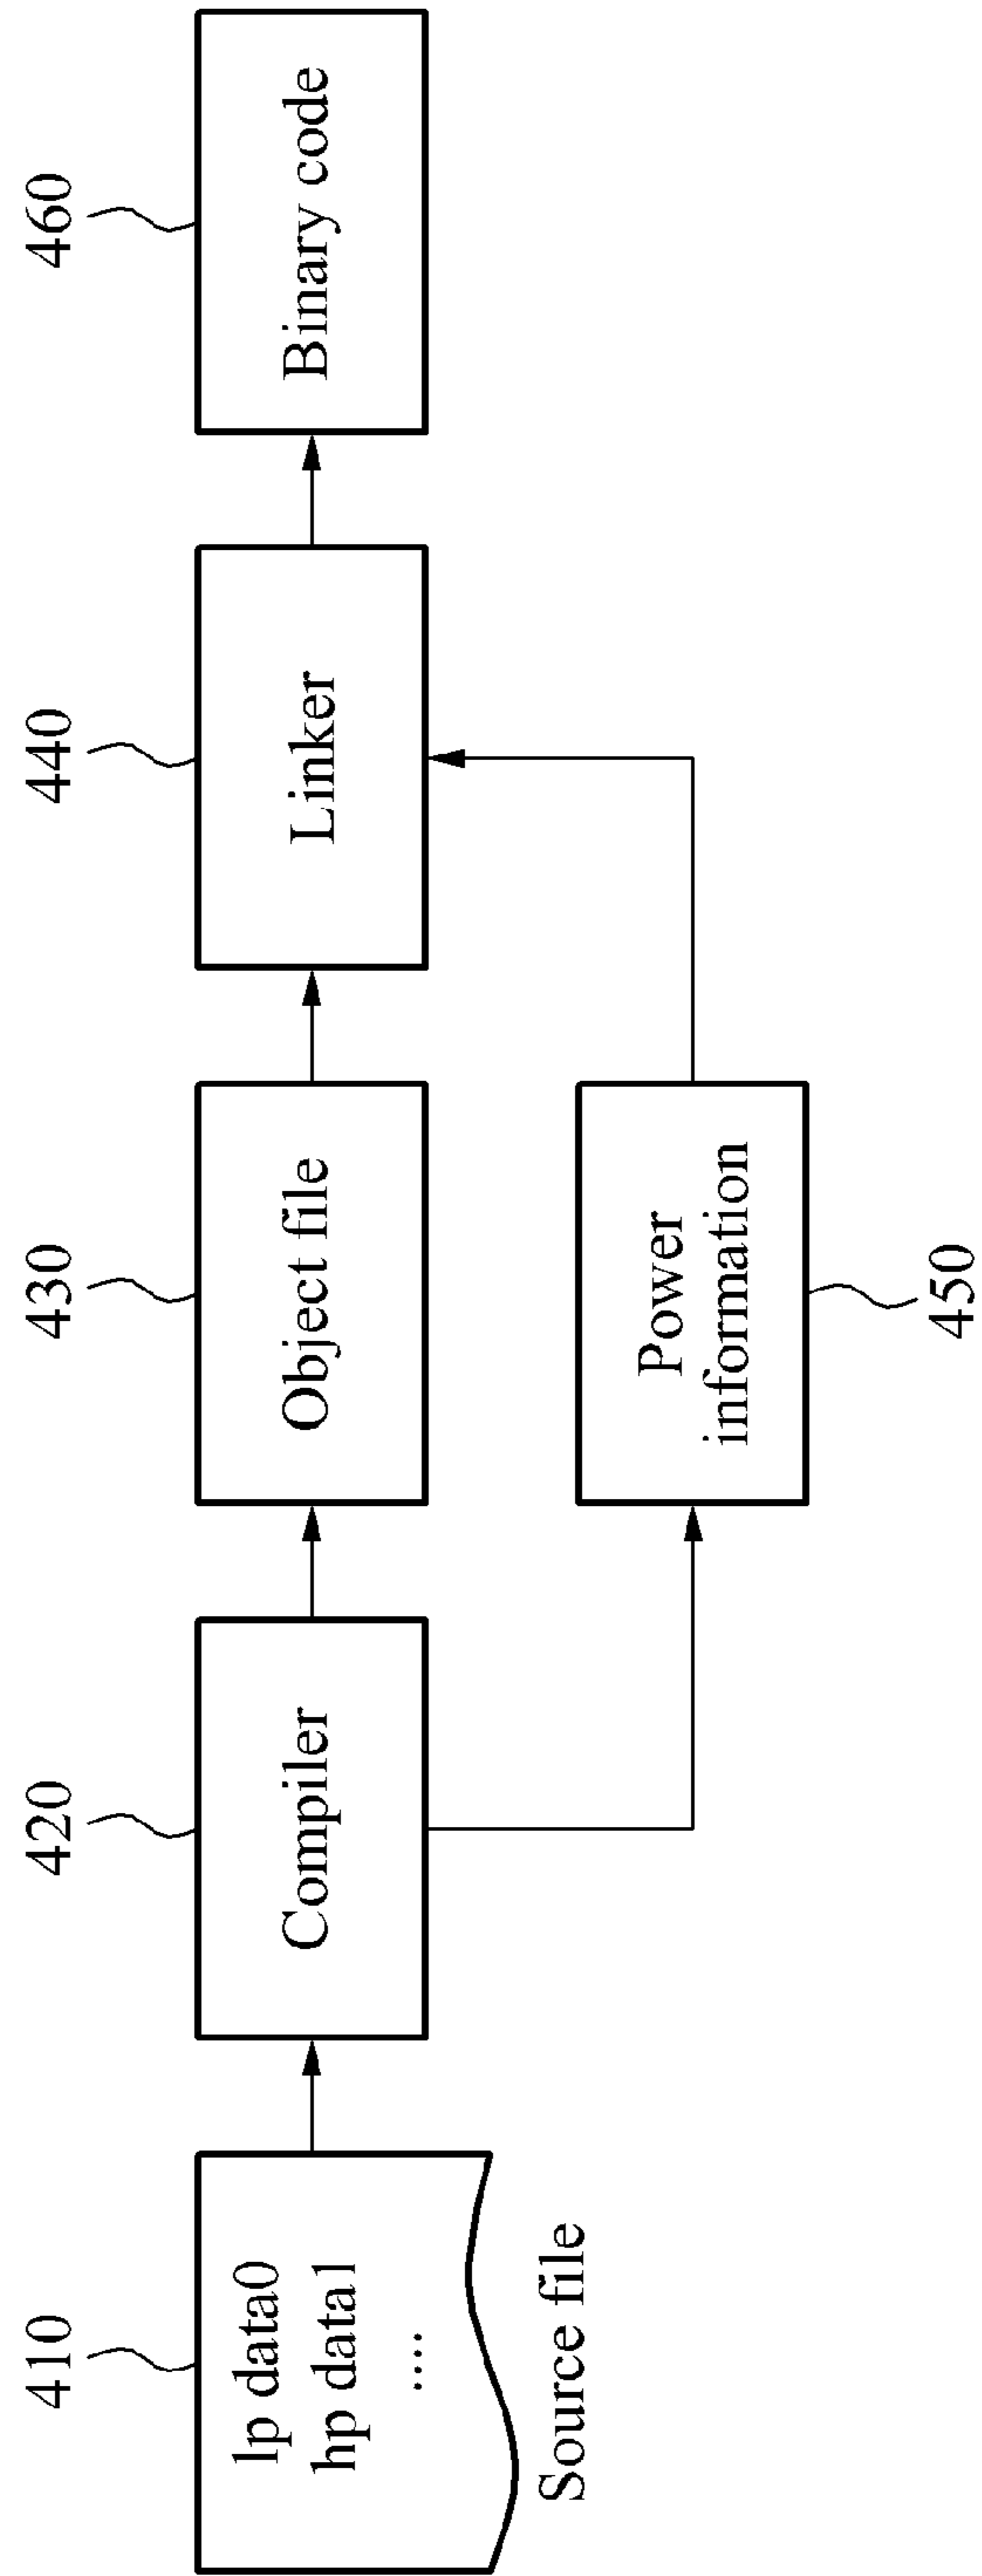 410
420
430
440
460
lp data0
hp data1
....
Compiler
Object file
Linker
Binary code
Source file
Power
information
450